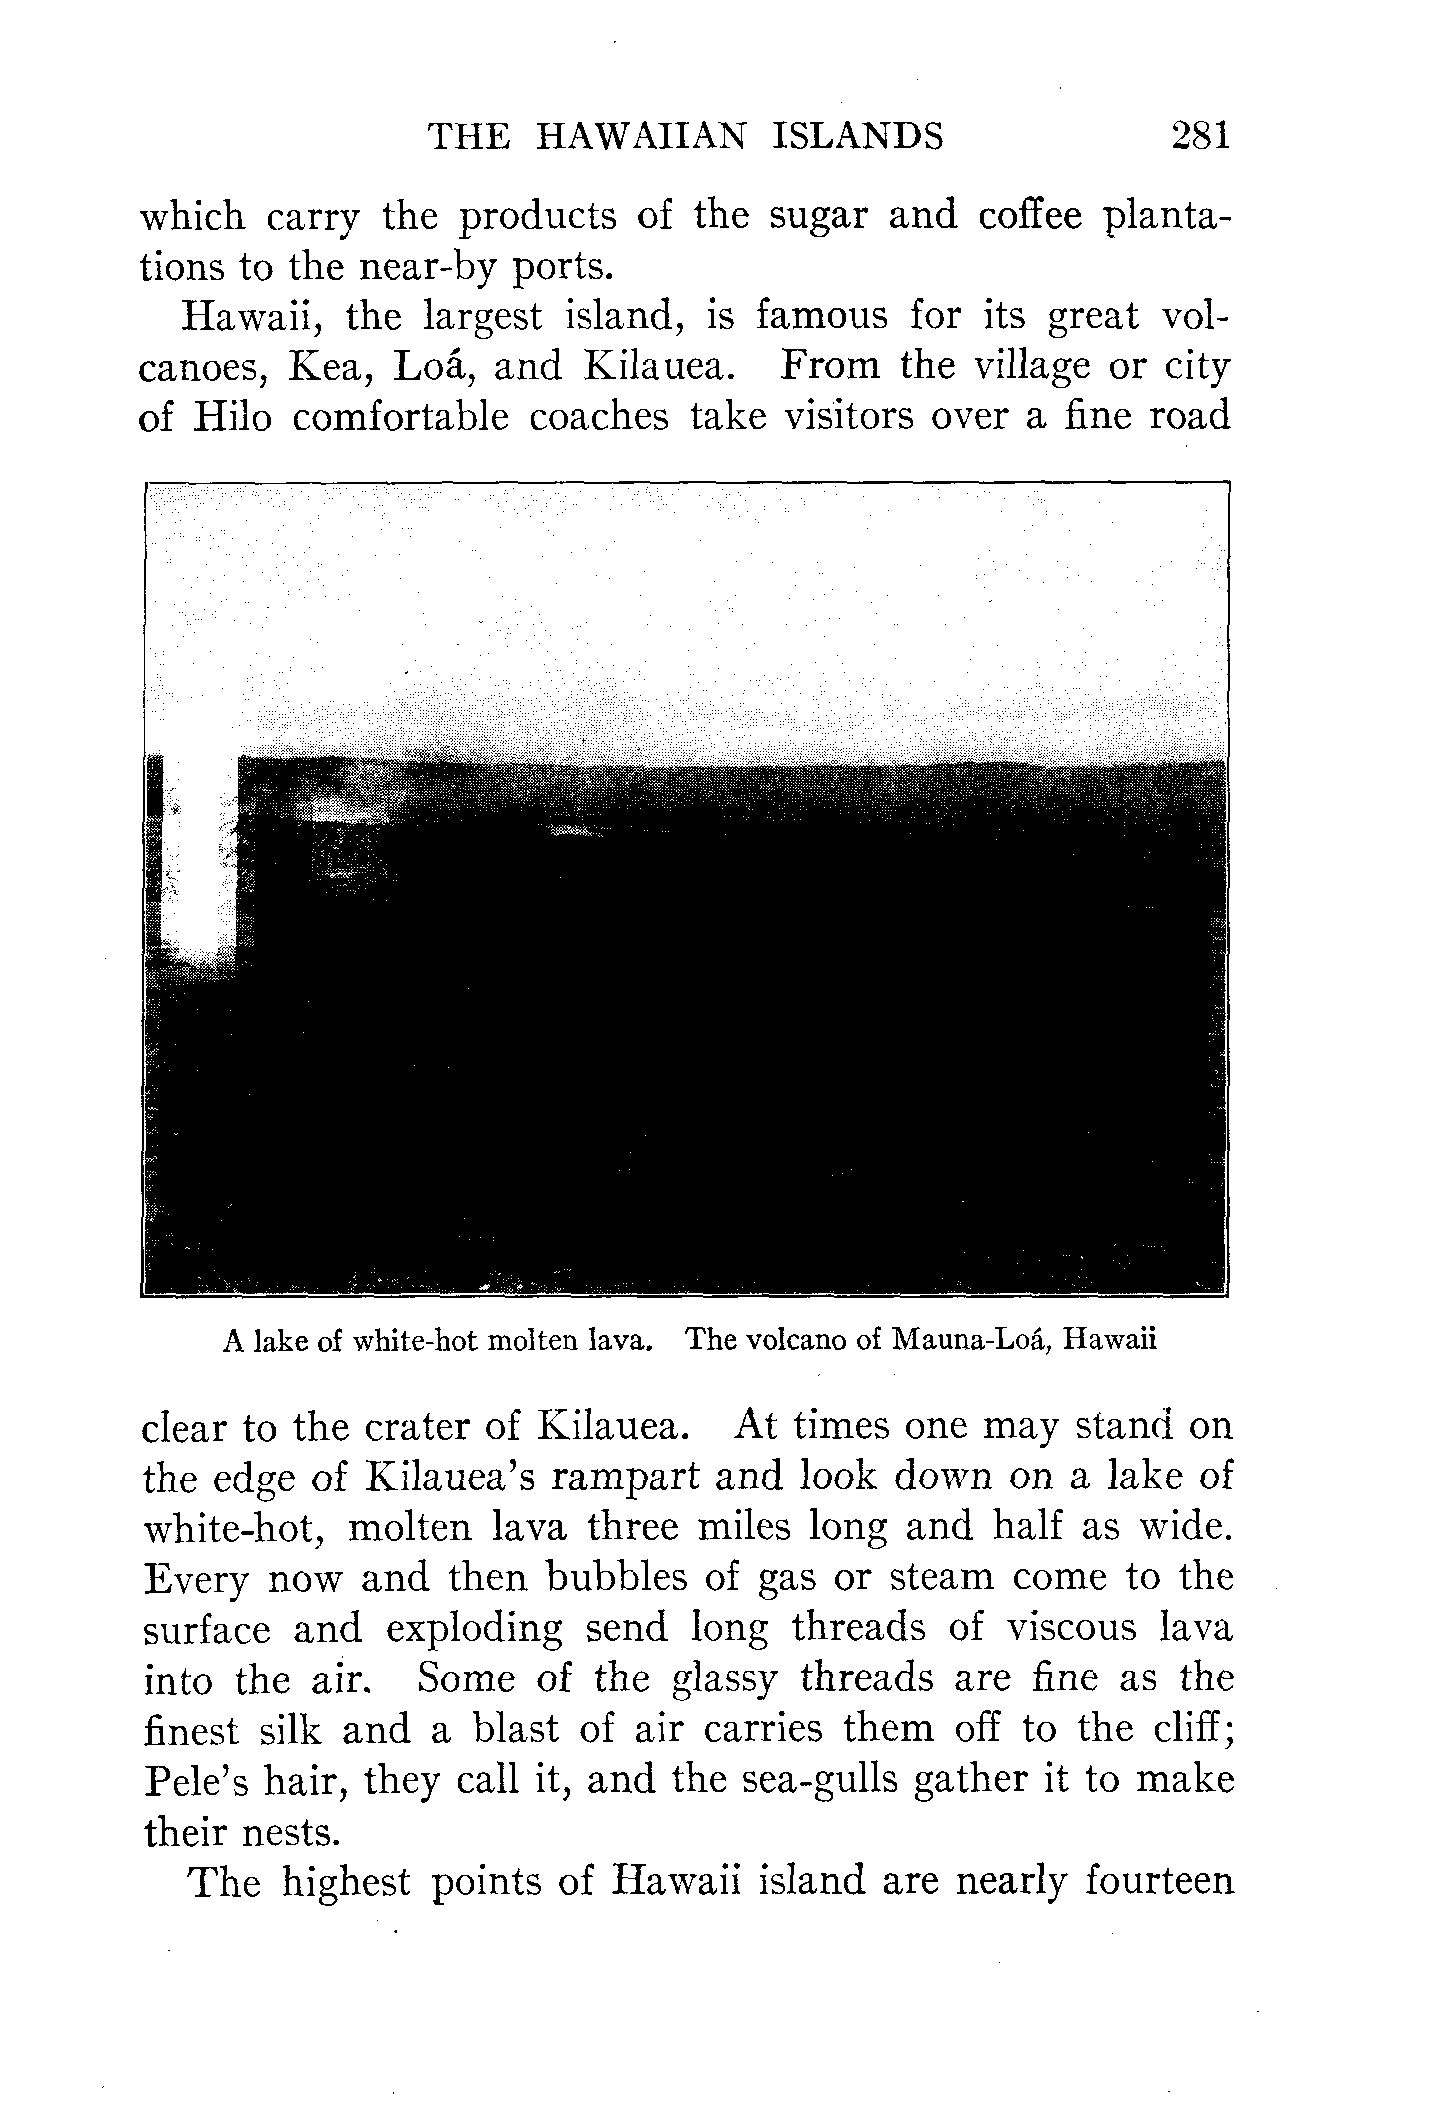 THE HAWAIIAN ISLANDS 281
which carry the products of the sugar and coffee planta-
tions to the near-by ports.
Hawaii, the largest island, is famous for its great vol-
canoes, Kea, Loá, and Kilauea. From the village or city
of Hilo comfortable coaches take visitors over a fine road
A lake of white-hot molten lava. The volcano of Mauna-Loá, Hawaii
clear to the crater of Kilauea. At times one may stand on
the edge of Kilauea's rampart and look down on a lake of
white-hot, molten lava three miles long and half as wide.
Every now and then bubbles of gas or steam come to the
surface and exploding send long threads of viscous lava
into the air. Some of the glassy threads are fine as the
finest silk and a blast of air carries them off to the cliff;
Pele's hair, they call it, and the sea-gulls gather it to make
their nests.
The highest points of Hawaii island are nearly fourteen